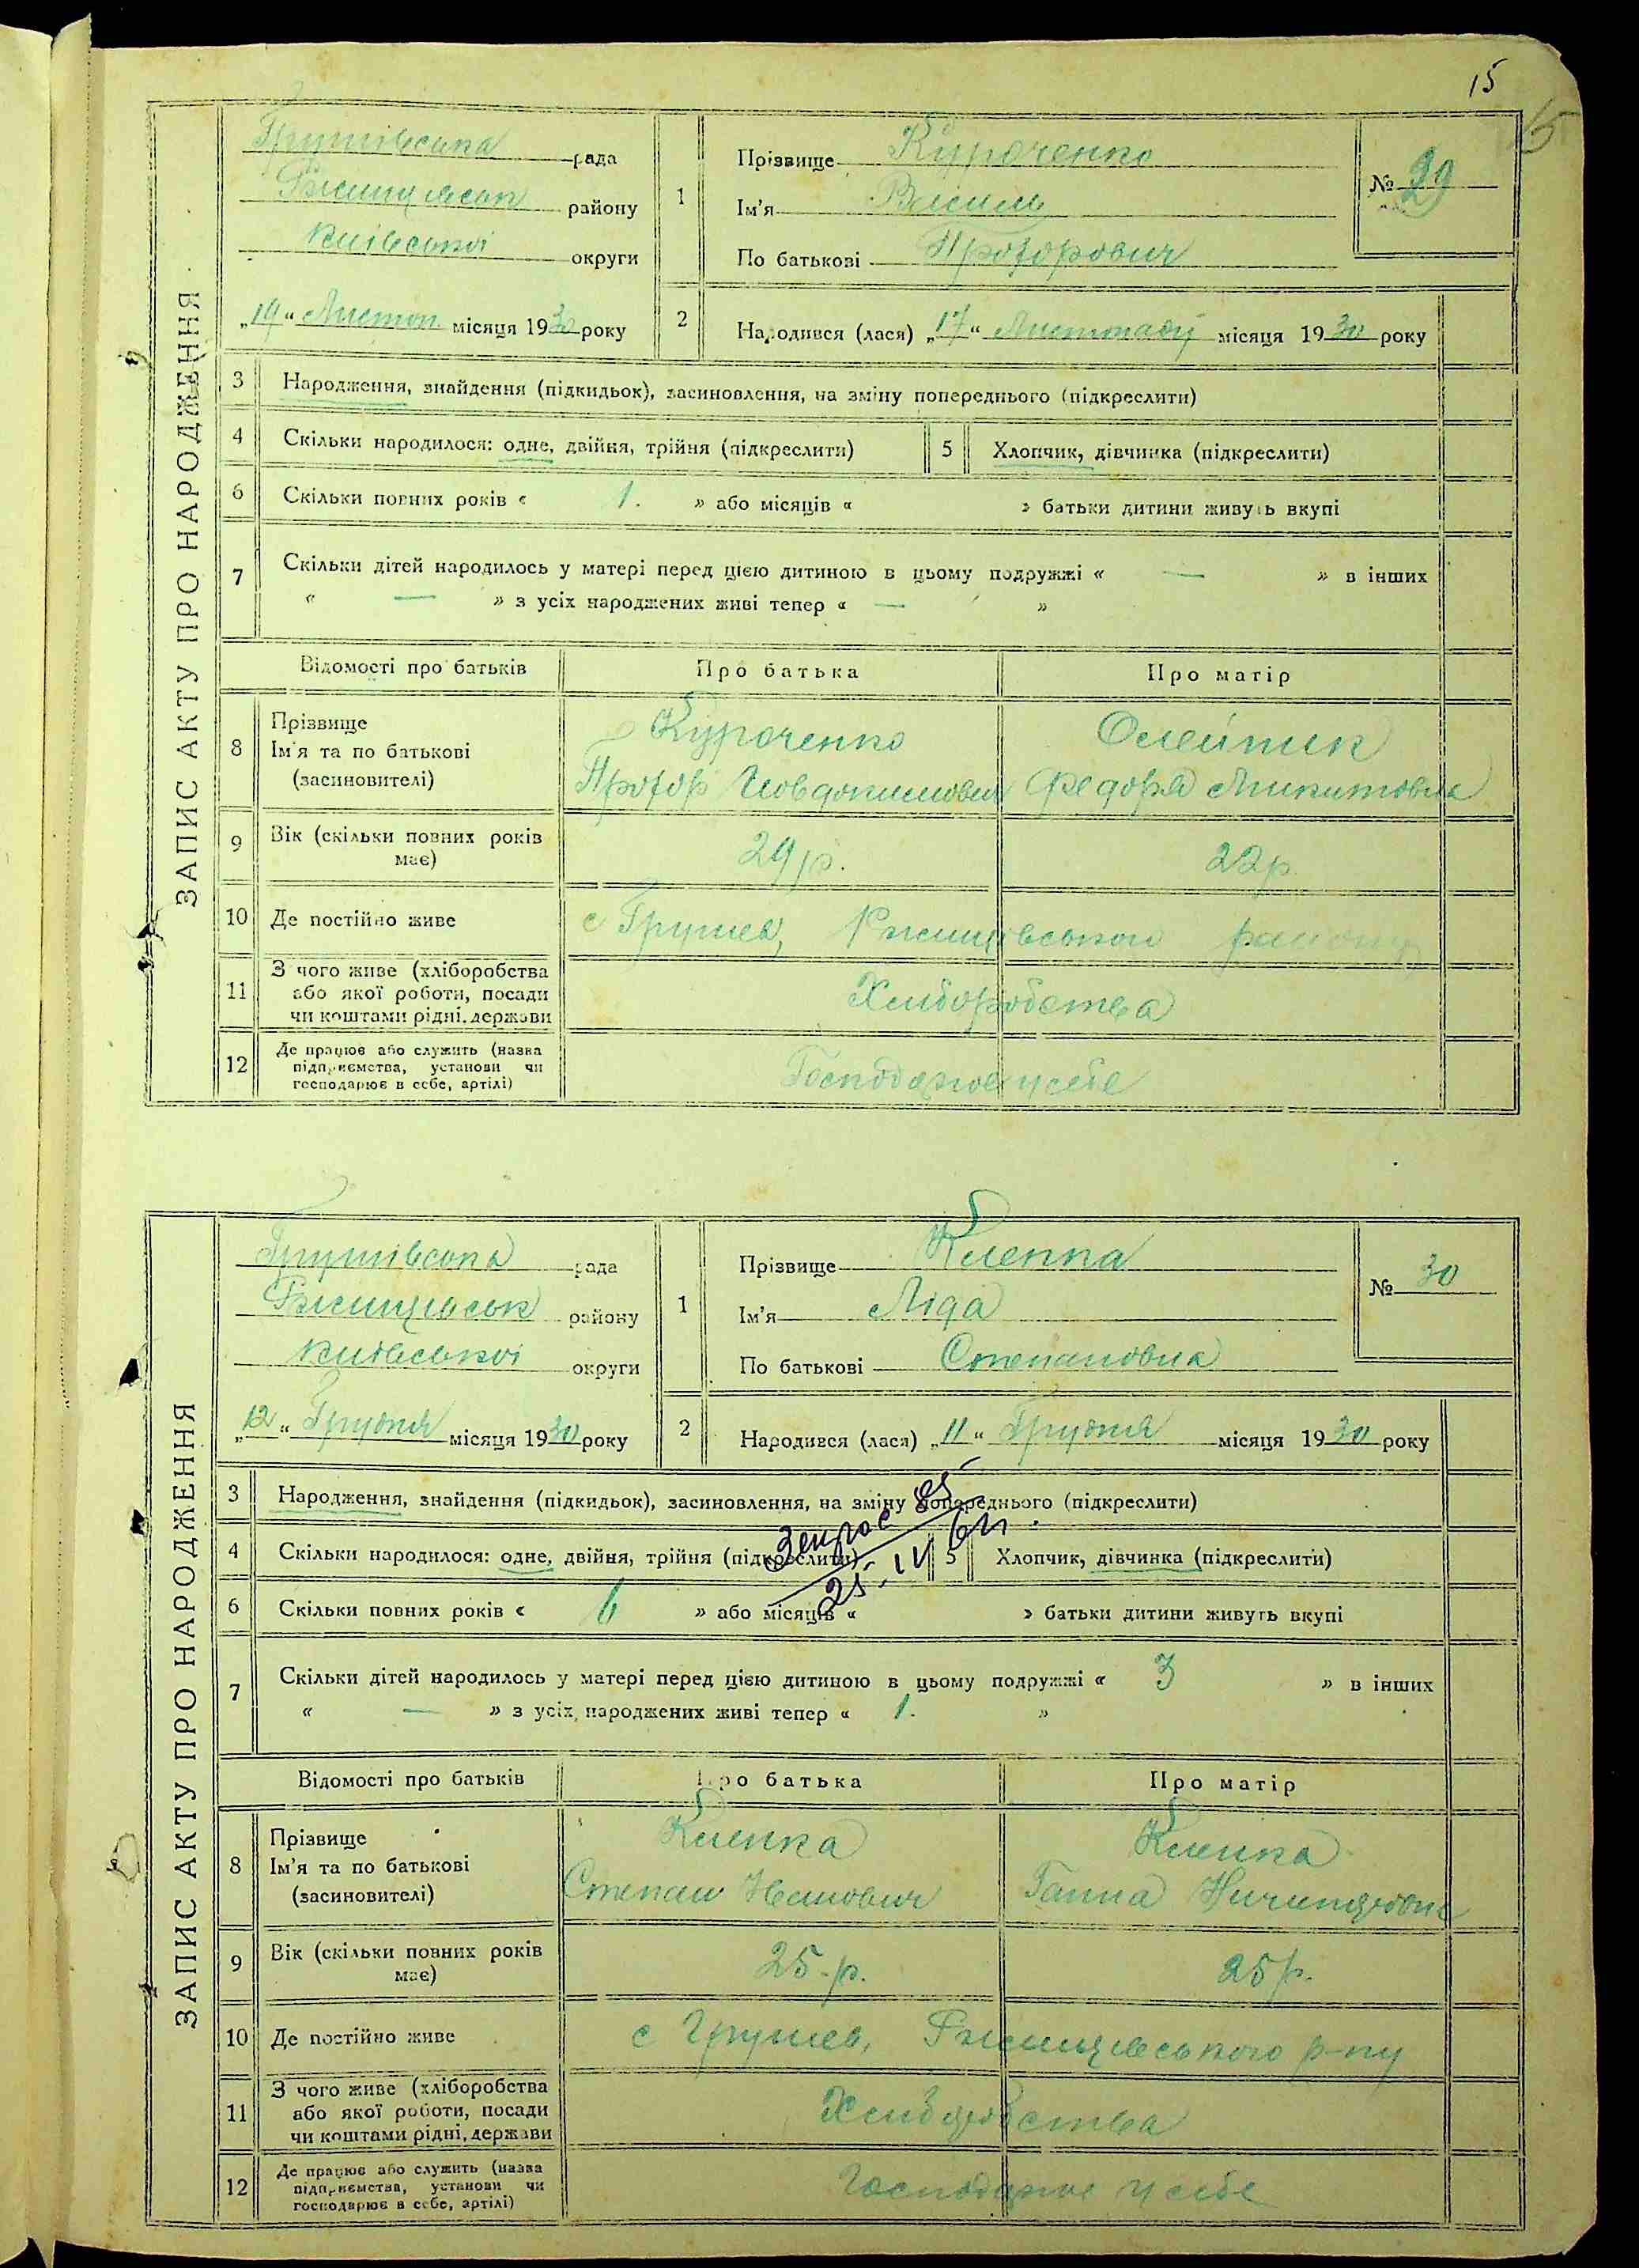 15
15
ЗАПИС АКТУ ПРО НАРОДЖЕННЯ
Грушівська рада
Ржищівськ району
Київської округи
„19“ Листоп. місяця 1930 року
1
Прізвище Курченко
Ім'я Василь
По батькові Прохорович
№ 29
2
Народився (лася) „17“ Листопаду місяця 1930 року
3 Народження, знайдення (підкидьок), засиновлення, на зміну попереднього (підкреслити)
4 Скільки народилося: одне, двійня, трійня (підкреслити) 5 Хлопчик, дівчинка (підкреслити)
6 Скільки повних років « 1. » або місяців « » батьки дитини живуть вкупі
7 Скільки дітей народилось у матері перед цією дитиною в цьому подружжі « — » в інших
« — » з усіх народжених живі тепер « — »
Відомості про батьків Про батька Про матір
8 Прізвище
Ім'я та по батькові
(засиновителі)
Курченко
Прохор
Олейник
Федора Микитовна
9 Вік (скільки повних років має) 29 р. 22 р
10 Де постійно живе с Грушев, Ржищівського району
11 З чого живе (хліборобства
або якої роботи, посади
чи коштами рідні, держави
Хліборобства
12 Де працює або служить (назва
підприємства, установи чи
господарює в себе, артілі)
Господарює у себе
ЗАПИС АКТУ ПРО НАРОДЖЕННЯ
Грушівська рада
Ржищівськ району
Київської округи
„12“ Грудня місяця 1930 року
1
Прізвище Клепка
Ім'я Ліда
По батькові Степановна
№ 30
2
Народився (лася) „11“ Грудня місяця 1930 року
3 Народження, знайдення (підкидьок), засиновлення, на зміну попереднього (підкреслити)
4 Скільки народилося: одне, двійня, трійня (підкреслити) 5 Хлопчик, дівчинка (підкреслити)
6 Скільки повних років « 6 » або місяців « » батьки дитини живуть вкупі
7 Скільки дітей народилось у матері перед цією дитиною в цьому подружжі « 3 » в інших
« — » з усіх народжених живі тепер « 1. »
Відомості про батьків Про батька Про матір
8 Прізвище
Ім'я та по батькові
(засиновителі)
Клепка
Степан Иванович
Клепка
Ганна
9 Вік (скільки повних років має) 25 р. 25 р.
10 Де постійно живе с Грушев, Ржищівського р-ну
11 З чого живе (хліборобства
або якої роботи, посади
чи коштами рідні, держави
Хліборобства
12 Де працює або служить (назва
підприємства, установи чи
господарює в себе, артілі)
Господарює у себе